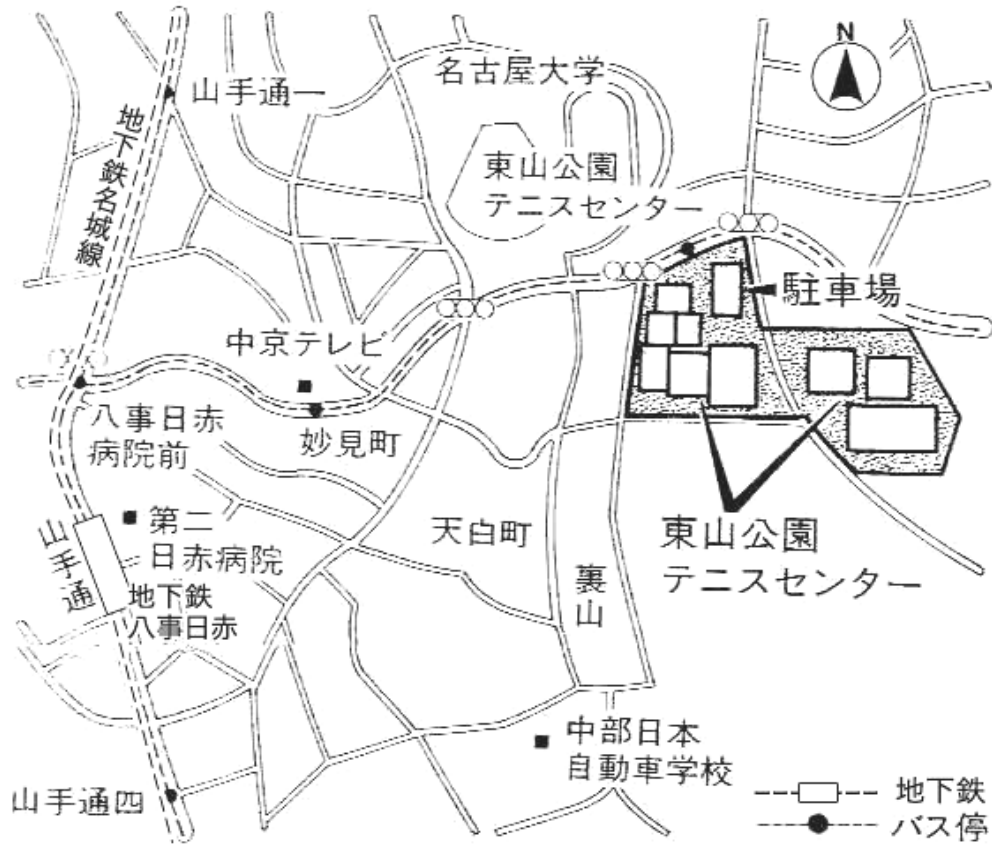 名古屋大学
N
山手通一
地下鉄名城線
東山公園
テニスセンター
駐車場
中京テレビ
八事日赤
病院前
妙見町
山手通
第二
日赤病院
天白町
東山公園
テニスセンター
地下鉄
八事日赤
裏山
中部日本
自動車学校
山手通四
地下鉄
バス停